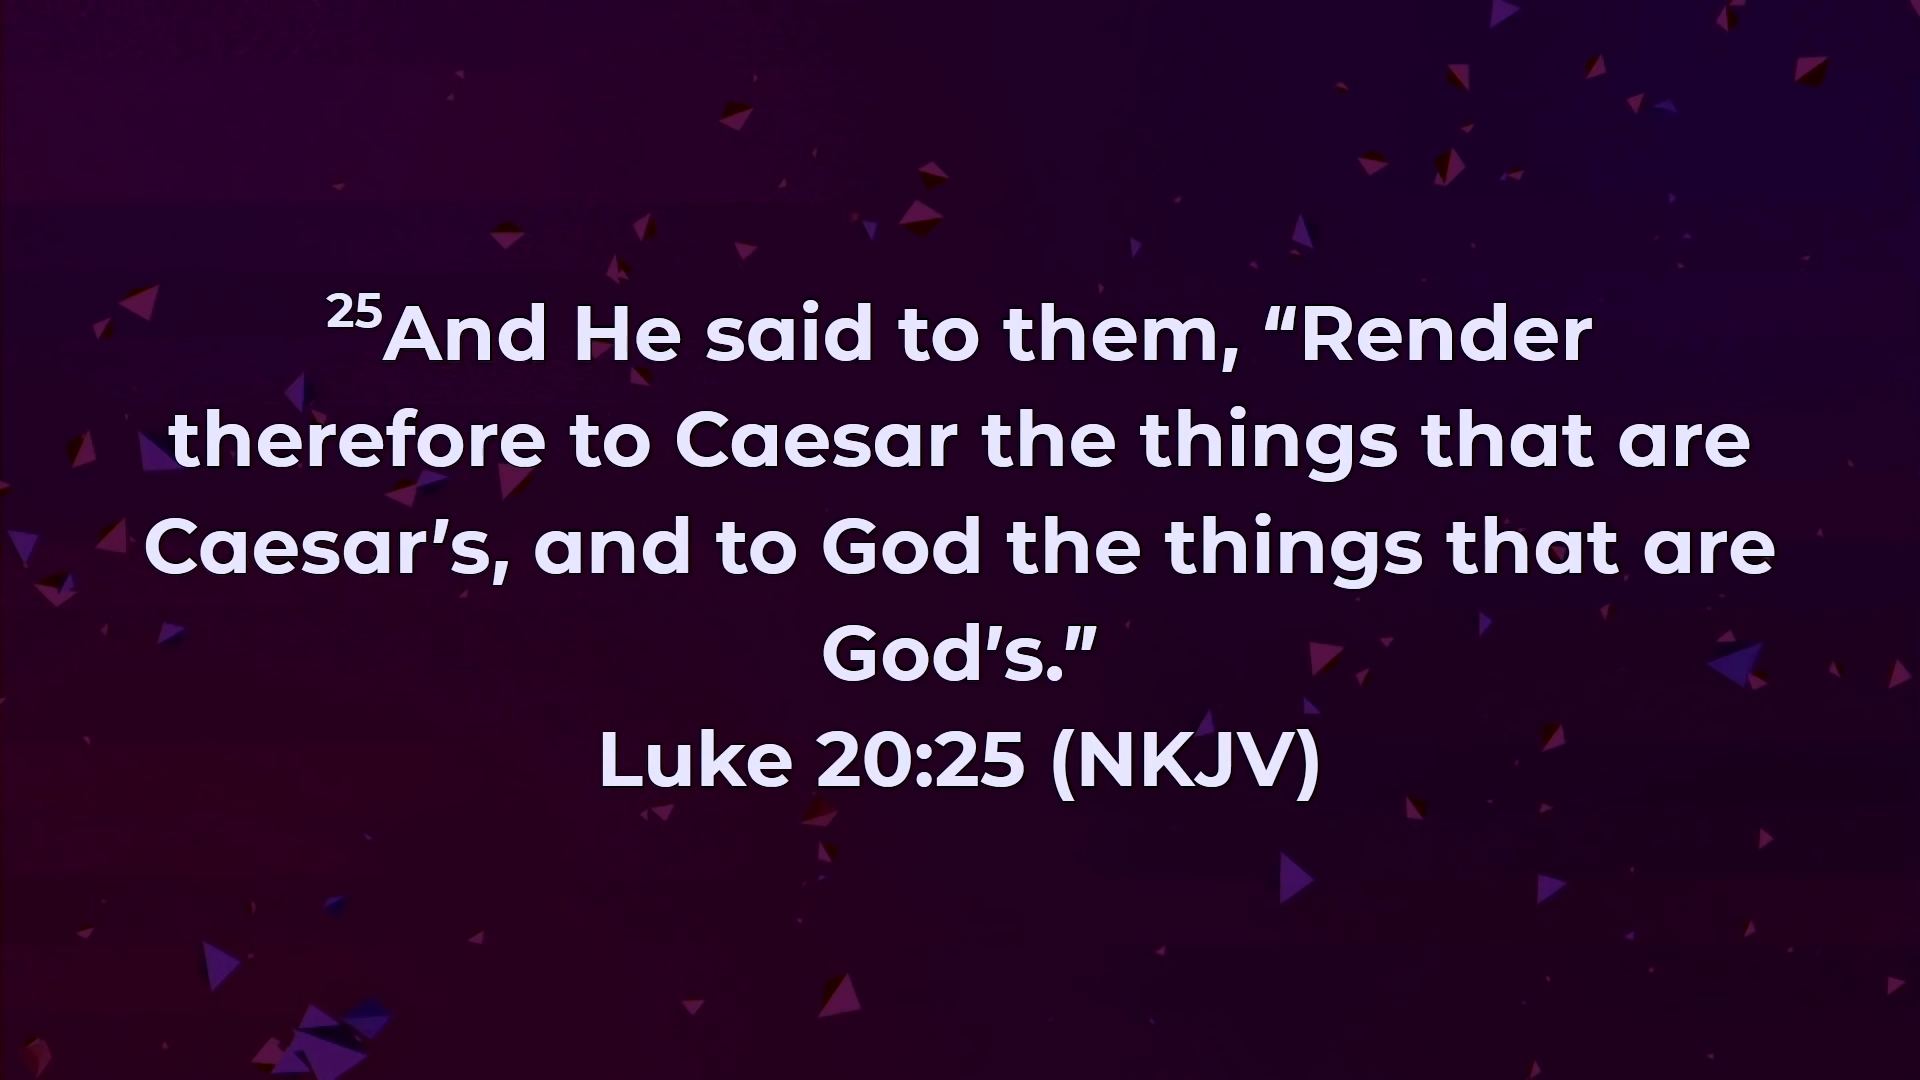 ²⁵And He said to them, “Render
therefore to Caesar the things that are
Caesar’s, and to God the things that are
God’s.”
Luke 20:25 (NKJV)